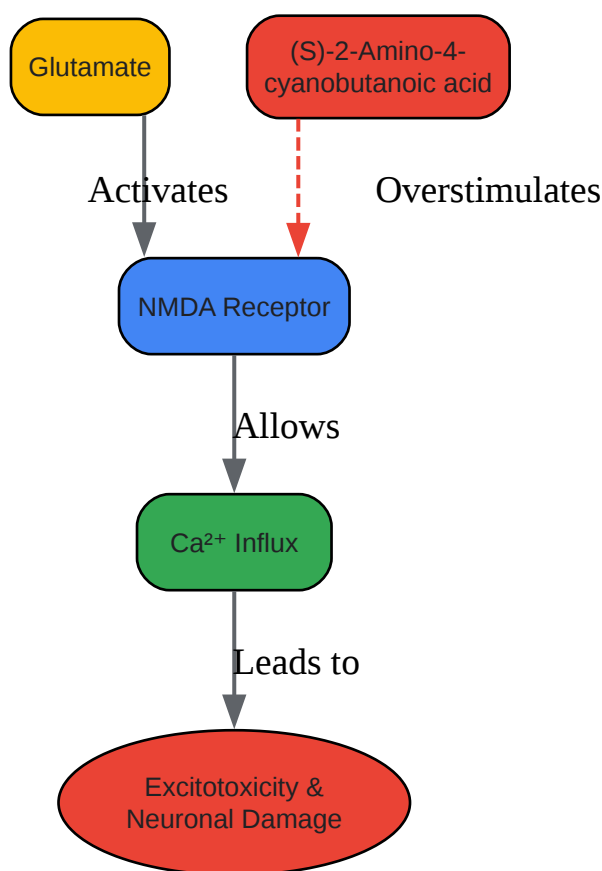 Glutamate
(S)-2-Amino-4-
cyanobutanoic acid
Activates
Overstimulates
NMDA Receptor
Allows
Ca²⁺ Influx
Leads to
Excitotoxicity &
Neuronal Damage